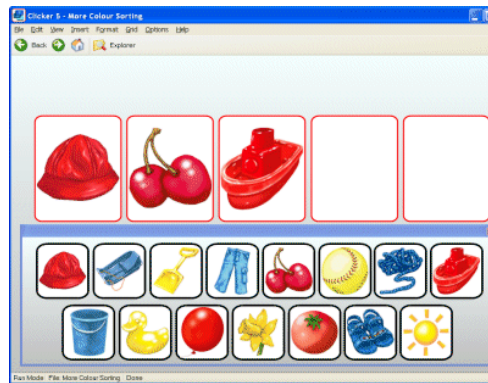 Clicker 5 - More Colour Sorting
File Edit View Insert Format Grid Options Help
Back Explorer
Run Mode File: More Colour Sorting Done